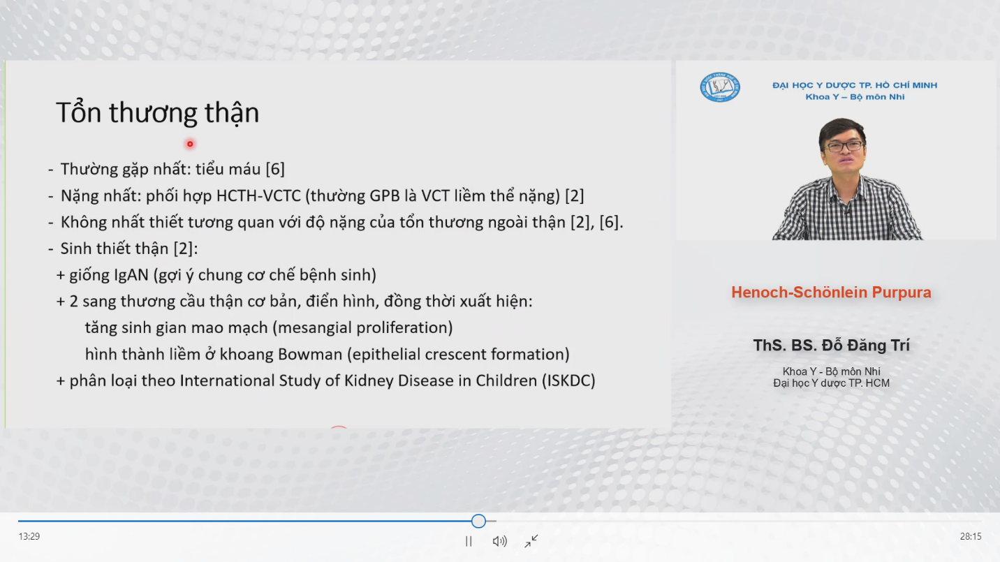 Tổn thương thận
- Thường gặp nhất: tiểu máu [6]
- Nặng nhất: phối hợp HCTH-VCTC (thường GPB là VCT liềm thể nặng) [2]
- Không nhất thiết tương quan với độ nặng của tổn thương ngoài thận [2], [6].
- Sinh thiết thận [2]:
+ giống IgAN (gợi ý chung cơ chế bệnh sinh)
+ 2 sang thương cầu thận cơ bản, điển hình, đồng thời xuất hiện:
tăng sinh gian mao mạch (mesangial proliferation)
hình thành liềm ở khoang Bowman (epithelial crescent formation)
+ phân loại theo International Study of Kidney Disease in Children (ISKDC)
ĐẠI HỌC Y DƯỢC TP. HỒ CHÍ MINH
Khoa Y – Bộ môn Nhi
Henoch-Schönlein Purpura
ThS. BS. Đỗ Đăng Trí
Khoa Y - Bộ môn Nhi
Đại học Y dược TP. HCM
13:29
28:15